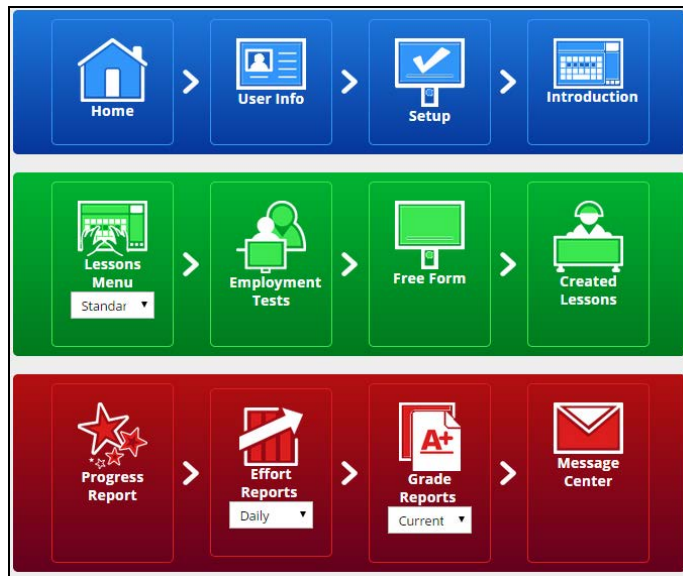 Home
User Info
Setup
Introduction
Lessons
Menu
Standar
Employment
Tests
Free Form
Created
Lessons
Progress
Report
Effort
Reports
Daily
A+
Grade
Reports
Current
Message
Center